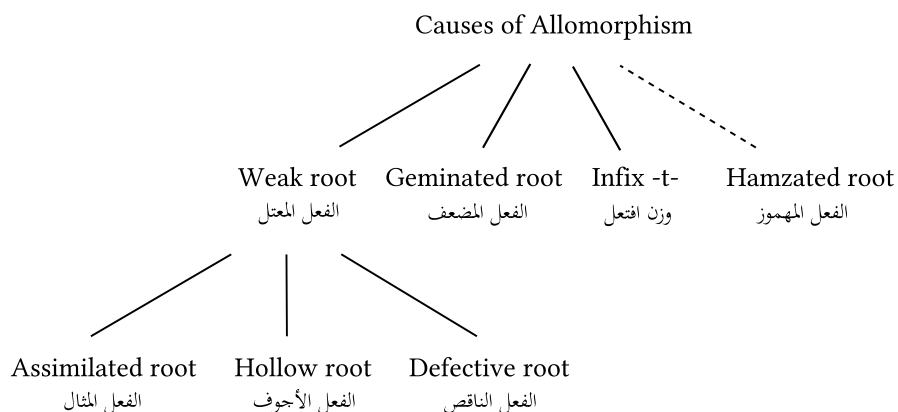 Causes of Allomorphism
Weak root Geminated root Infix -t- Hamzated root
الفعل المعتل الفعل المضعف وزن افتعل الفعل المهموز
Assimilated root Hollow root Defective root
الفعل المثال الفعل الأجوف الفعل الناقص